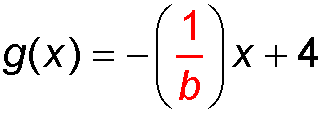 g(x) = -(1/b)x + 4